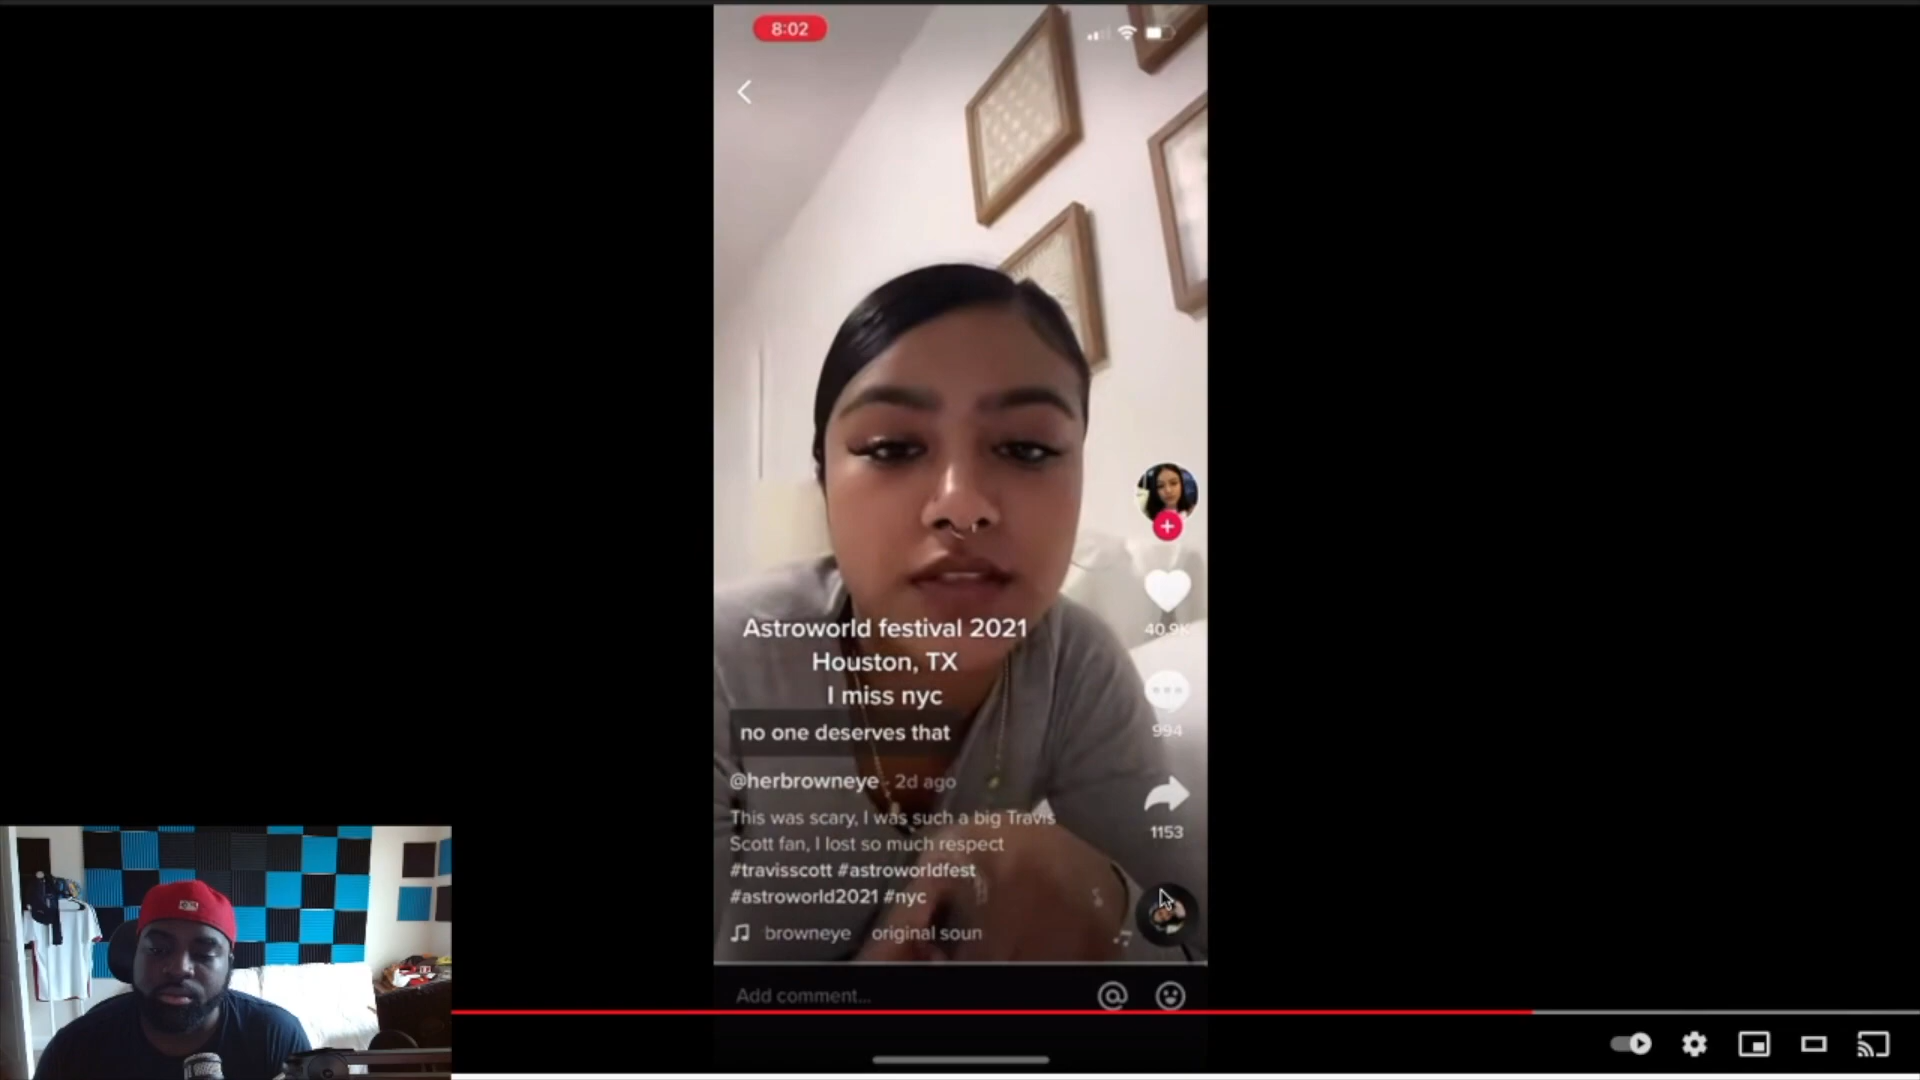 8:02
Astroworld festival 2021
Houston, TX
I miss nyc
no one deserves that
@herbrowneye · 2d ago
This was scary, I was such a big Travis
Scott fan, I lost so much respect
#travisscott #astroworldfest
#astroworld2021 #nyc
browneye original soun
40.9K
994
1153
Add comment...